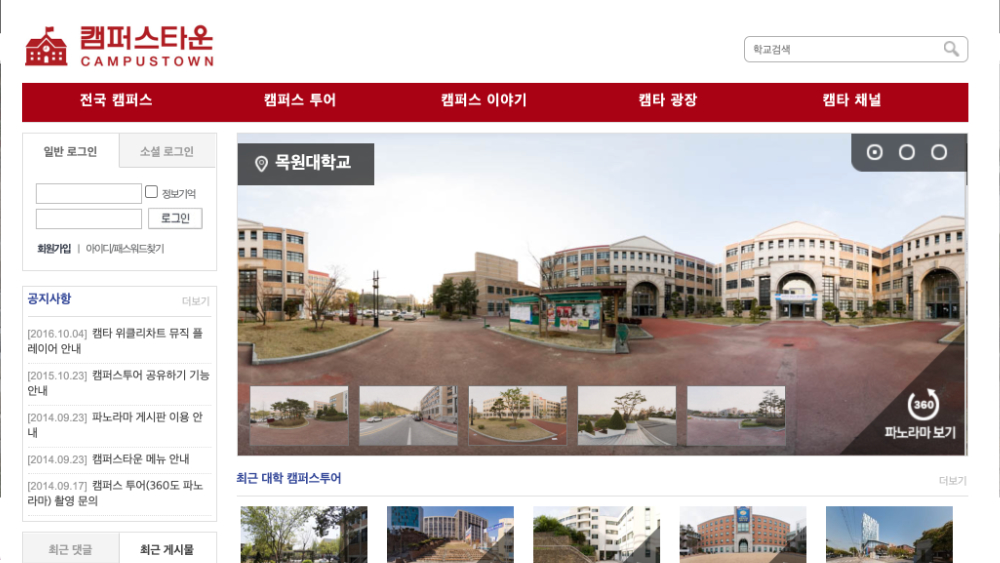 캠퍼스타운
CAMPUSTOWN
학교검색
전국 캠퍼스
캠퍼스 투어
캠퍼스 이야기
캠타 광장
캠타 채널
일반 로그인
소셜 로그인
정보기억
로그인
회원가입 | 아이디/패스워드찾기
공지사항
더보기
[2016.10.04] 캠타 위클리차트 뮤직 플
레이어 안내
[2015.10.23] 캠퍼스투어 공유하기 기능
안내
[2014.09.23] 파노라마 게시판 이용 안
내
[2014.09.23] 캠퍼스타운 메뉴 안내
[2014.09.17] 캠퍼스 투어(360도 파노
라마) 촬영 문의
최근 댓글
최근 게시물
목원대학교
360
파노라마 보기
최근 대학 캠퍼스투어
더보기